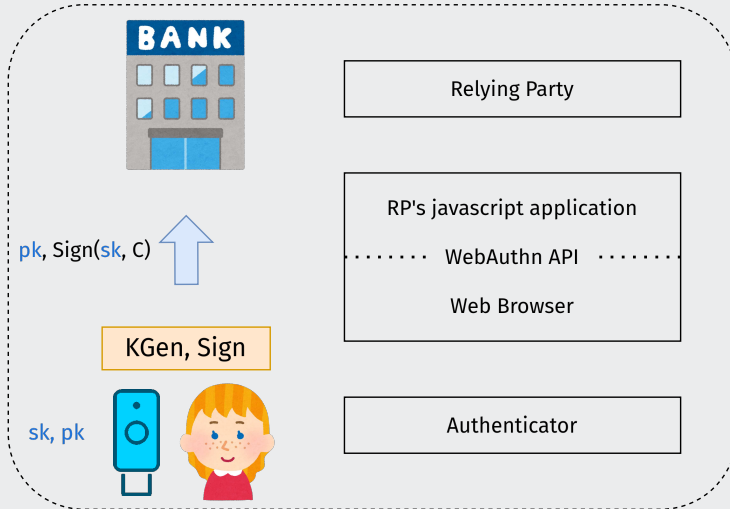 BANK
Relying Party
RP's javascript application
pk, Sign(sk, C)
WebAuthn API
Web Browser
KGen, Sign
sk, pk
Authenticator